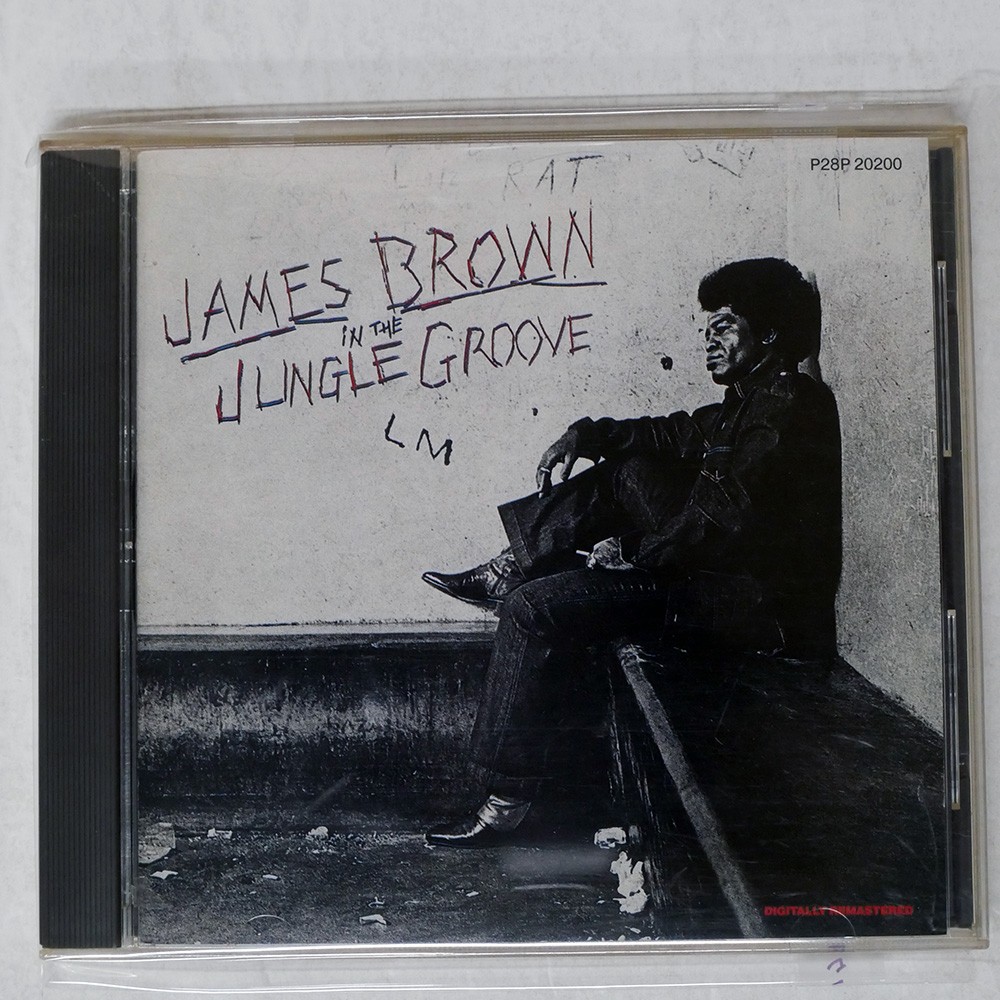 P28P 20200
RAT
JAMES BROWN
IN THE
JUNGLE GROOVE
LM
DIGITALLY REMASTERED